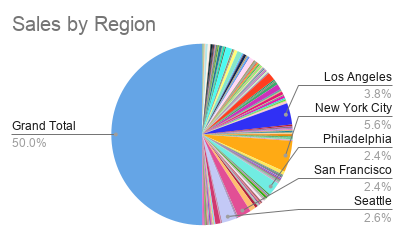 Sales by Region
Los Angeles
3.8%
New York City
5.6%
Grand Total
50.0%
Philadelphia
2.4%
San Francisco
2.4%
Seattle
2.6%